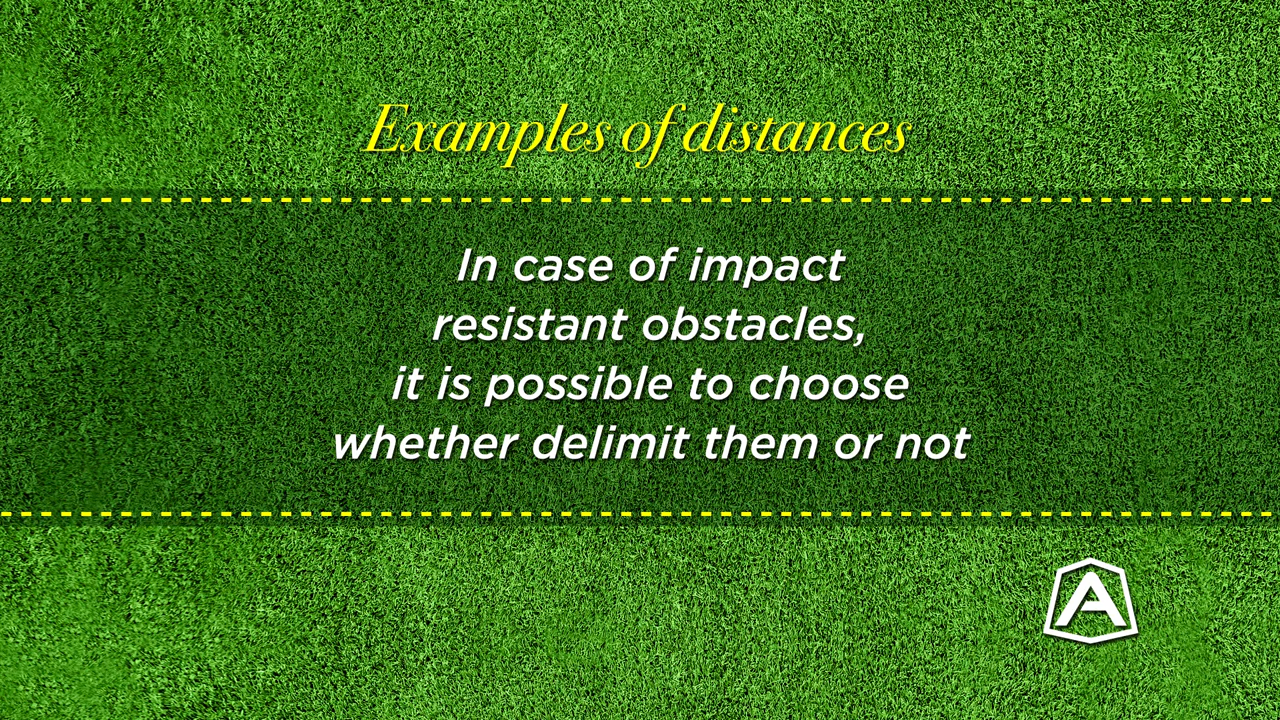 Examples of distances
In case of impact
resistant obstacles,
it is possible to choose
whether delimit them or not
A